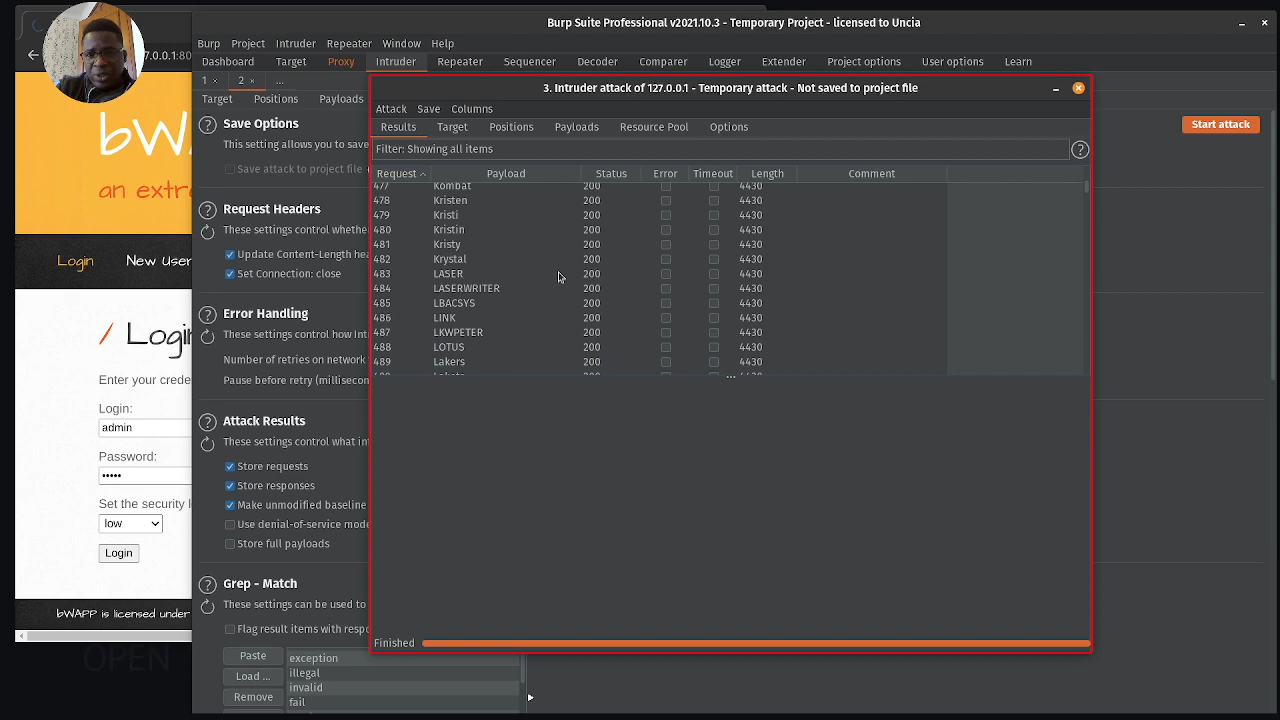 Burp Suite Professional v2021.10.3 - Temporary Project - licensed to Uncia
Burp Project Intruder Repeater Window Help
7.0.0.1:80
Dashboard Target Proxy Intruder Repeater Sequencer Decoder Comparer Logger Extender Project options User options Learn
1 × 2 × ...
Target Positions Payloads
3. Intruder attack of 127.0.0.1 - Temporary attack - Not saved to project file
Attack Save Columns
Results Target Positions Payloads Resource Pool Options
Filter: Showing all items
Request Payload Status Error Timeout Length Comment
477 Kombat 200 4430
478 Kristen 200 4430
479 Kristi 200 4430
480 Kristin 200 4430
481 Kristy 200 4430
482 Krystal 200 4430
483 LASER 200 4430
484 LASERWRITER 200 4430
485 LBACSYS 200 4430
486 LINK 200 4430
487 LKWPETER 200 4430
488 LOTUS 200 4430
489 Lakers 200 4430
Finished
Start attack
Save Options
This setting allows you to save
Save attack to project file (
Request Headers
These settings control whethe
Update Content-Length hea
Set Connection: close
Error Handling
These settings control how Int
Number of retries on network
Pause before retry (millisecon
Attack Results
These settings control what in
Store requests
Store responses
Make unmodified baseline
Use denial-of-service mode
Store full payloads
Grep - Match
These settings can be used to
Flag result items with resp
Paste
Load ...
Remove
exception
illegal
invalid
fail
bWA
an extre
Login New User
/ Login
Enter your crede
Login:
admin
Password:
•••••
Set the security l
low
Login
bWAPP is licensed under
OPEN